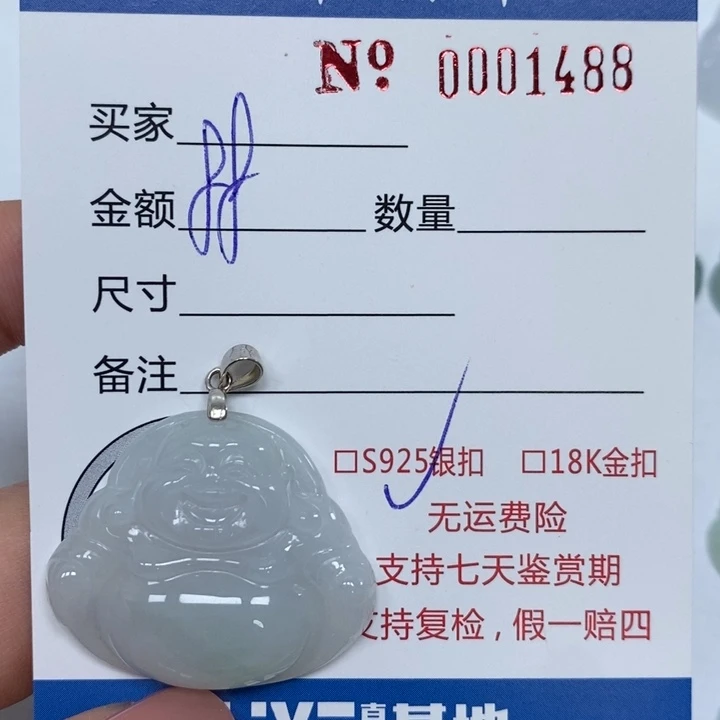 No 0001488
买家
金额 数量
尺寸
备注
□S925银扣 □18K金扣
无运费险
支持七天鉴赏期
支持复检,假一赔四
基地